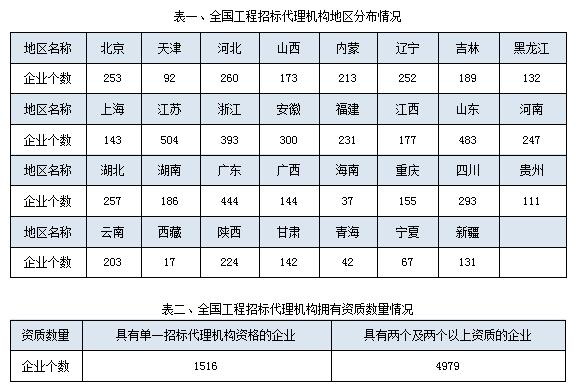 表一、全国工程招标代理机构地区分布情况
地区名称 北京 天津 河北 山西 内蒙 辽宁 吉林 黑龙江
企业个数 253 92 260 173 213 252 189 132
地区名称 上海 江苏 浙江 安徽 福建 江西 山东 河南
企业个数 143 504 393 300 231 177 483 247
地区名称 湖北 湖南 广东 广西 海南 重庆 四川 贵州
企业个数 257 186 444 144 37 155 293 111
地区名称 云南 西藏 陕西 甘肃 青海 宁夏 新疆
企业个数 203 17 224 142 42 67 131
表二、全国工程招标代理机构拥有资质数量情况
资质数量 具有单一招标代理机构资格的企业 具有两个及两个以上资质的企业
企业个数 1516 4979